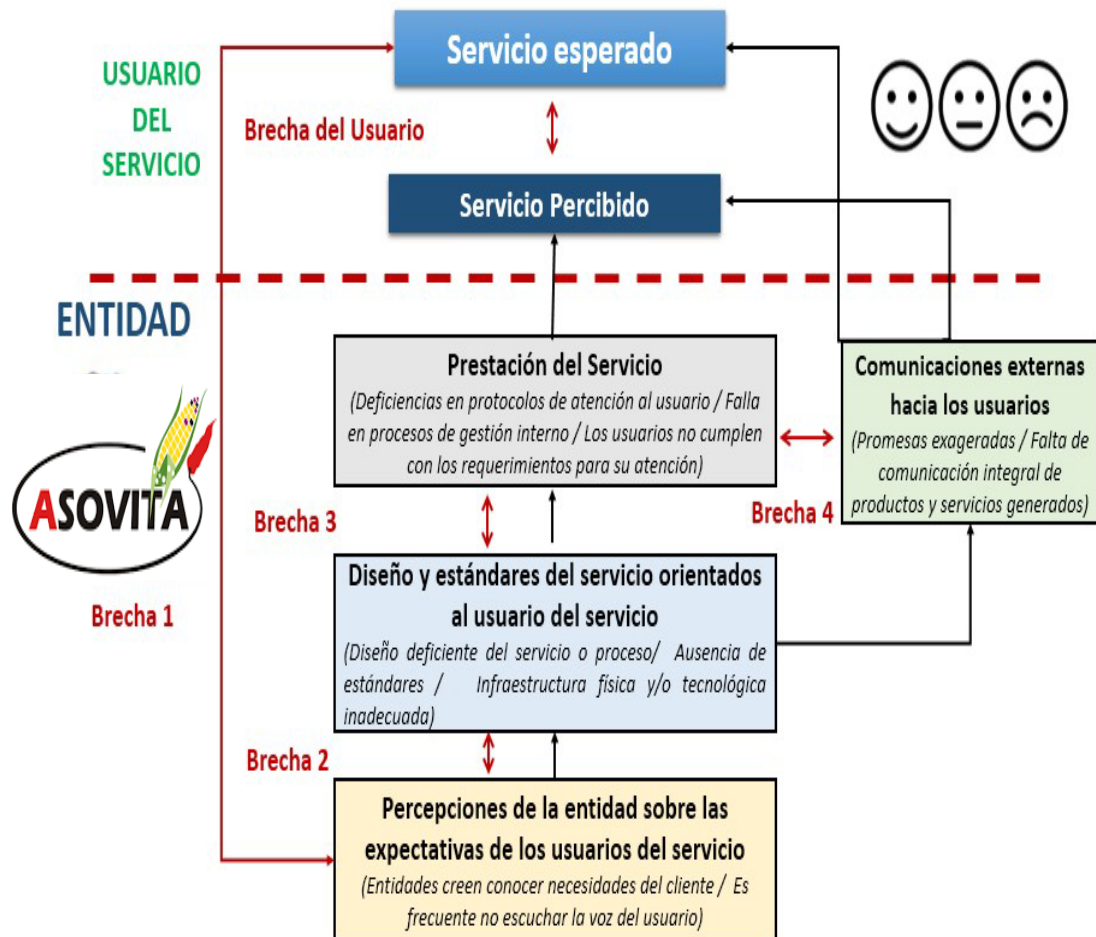 Servicio esperado
USUARIO
DEL
SERVICIO
Brecha del Usuario
Servicio Percibido
ENTIDAD
ASOVITA
Brecha 1
Prestación del Servicio
(Deficiencias en protocolos de atención al usuario / Falla
en procesos de gestión interno / Los usuarios no cumplen
con los requerimientos para su atención)
Comunicaciones externas
hacia los usuarios
(Promesas exageradas / Falta de
comunicación integral de
productos y servicios generados)
Brecha 3
Brecha 4
Diseño y estándares del servicio orientados
al usuario del servicio
(Diseño deficiente del servicio o proceso/ Ausencia de
estándares / Infraestructura física y/o tecnológica
inadecuada)
Brecha 2
Percepciones de la entidad sobre las
expectativas de los usuarios del servicio
(Entidades creen conocer necesidades del cliente / Es
frecuente no escuchar la voz del usuario)